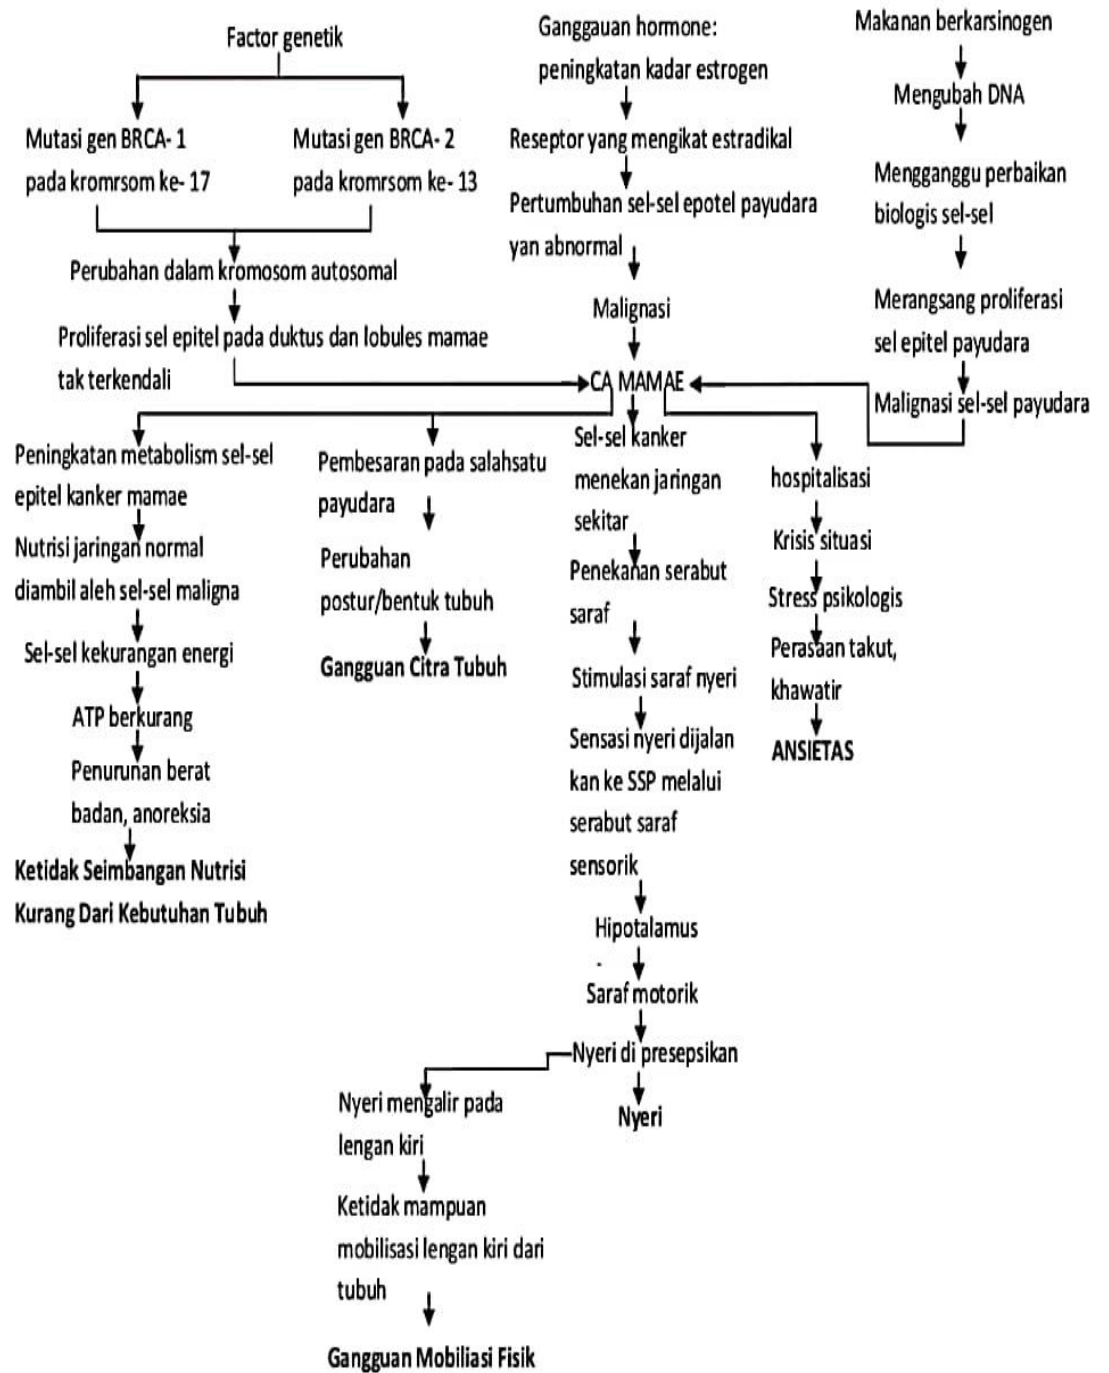 Factor genetik
Mutasi gen BRCA- 1
pada kromrsom ke- 17
Mutasi gen BRCA- 2
pada kromrsom ke- 13
Perubahan dalam kromosom autosomal
Proliferasi sel epitel pada duktus dan lobules mamae
tak terkendali
Ganggauan hormone:
peningkatan kadar estrogen
Reseptor yang mengikat estradikal
Pertumbuhan sel-sel epotel payudara
yan abnormal
Malignasi
Makanan berkarsinogen
Mengubah DNA
Mengganggu perbaikan
biologis sel-sel
Merangsang proliferasi
sel epitel payudara
Malignasi sel-sel payudara
CA MAMAE
Peningkatan metabolism sel-sel
epitel kanker mamae
Nutrisi jaringan normal
diambil aleh sel-sel maligna
Sel-sel kekurangan energi
ATP berkurang
Penurunan berat
badan, anoreksia
Ketidak Seimbangan Nutrisi
Kurang Dari Kebutuhan Tubuh
Pembesaran pada salahsatu
payudara
Perubahan
postur/bentuk tubuh
Gangguan Citra Tubuh
Sel-sel kanker
menekan jaringan
sekitar
Penekanan serabut
saraf
Stimulasi saraf nyeri
Sensasi nyeri dijalan
kan ke SSP melalui
serabut saraf
sensorik
Hipotalamus
Saraf motorik
Nyeri di presepsikan
Nyeri
hospitalisasi
Krisis situasi
Stress psikologis
Perasaan takut,
khawatir
ANSIETAS
Nyeri mengalir pada
lengan kiri
Ketidak mampuan
mobilisasi lengan kiri dari
tubuh
Gangguan Mobiliasi Fisik